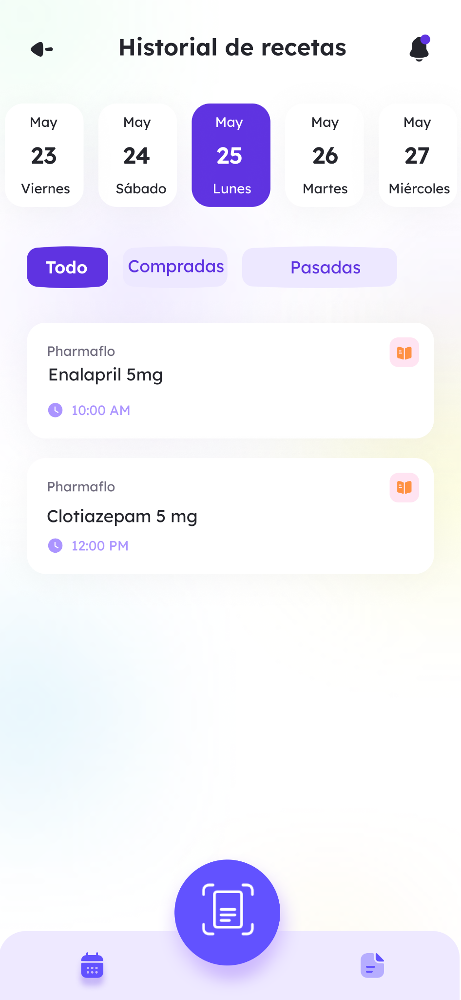 Historial de recetas
May May May May May
23 24 25 26 27
Viernes Sábado Lunes Martes Miércoles
Todo Compradas Pasadas
Pharmaflo
Enalapril 5mg
10:00 AM
Pharmaflo
Clotiazepam 5 mg
12:00 PM